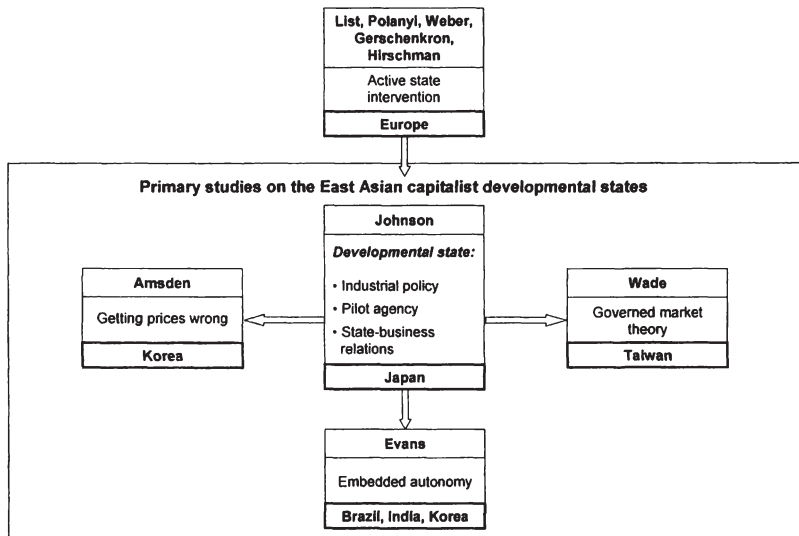 List, Polanyi, Weber,
Gerschenkron,
Hirschman
Active state
intervention
Europe
Primary studies on the East Asian capitalist developmental states
Johnson
Developmental state:
• Industrial policy
• Pilot agency
• State-business
relations
Japan
Amsden
Getting prices wrong
Korea
Wade
Governed market
theory
Taiwan
Evans
Embedded autonomy
Brazil, India, Korea